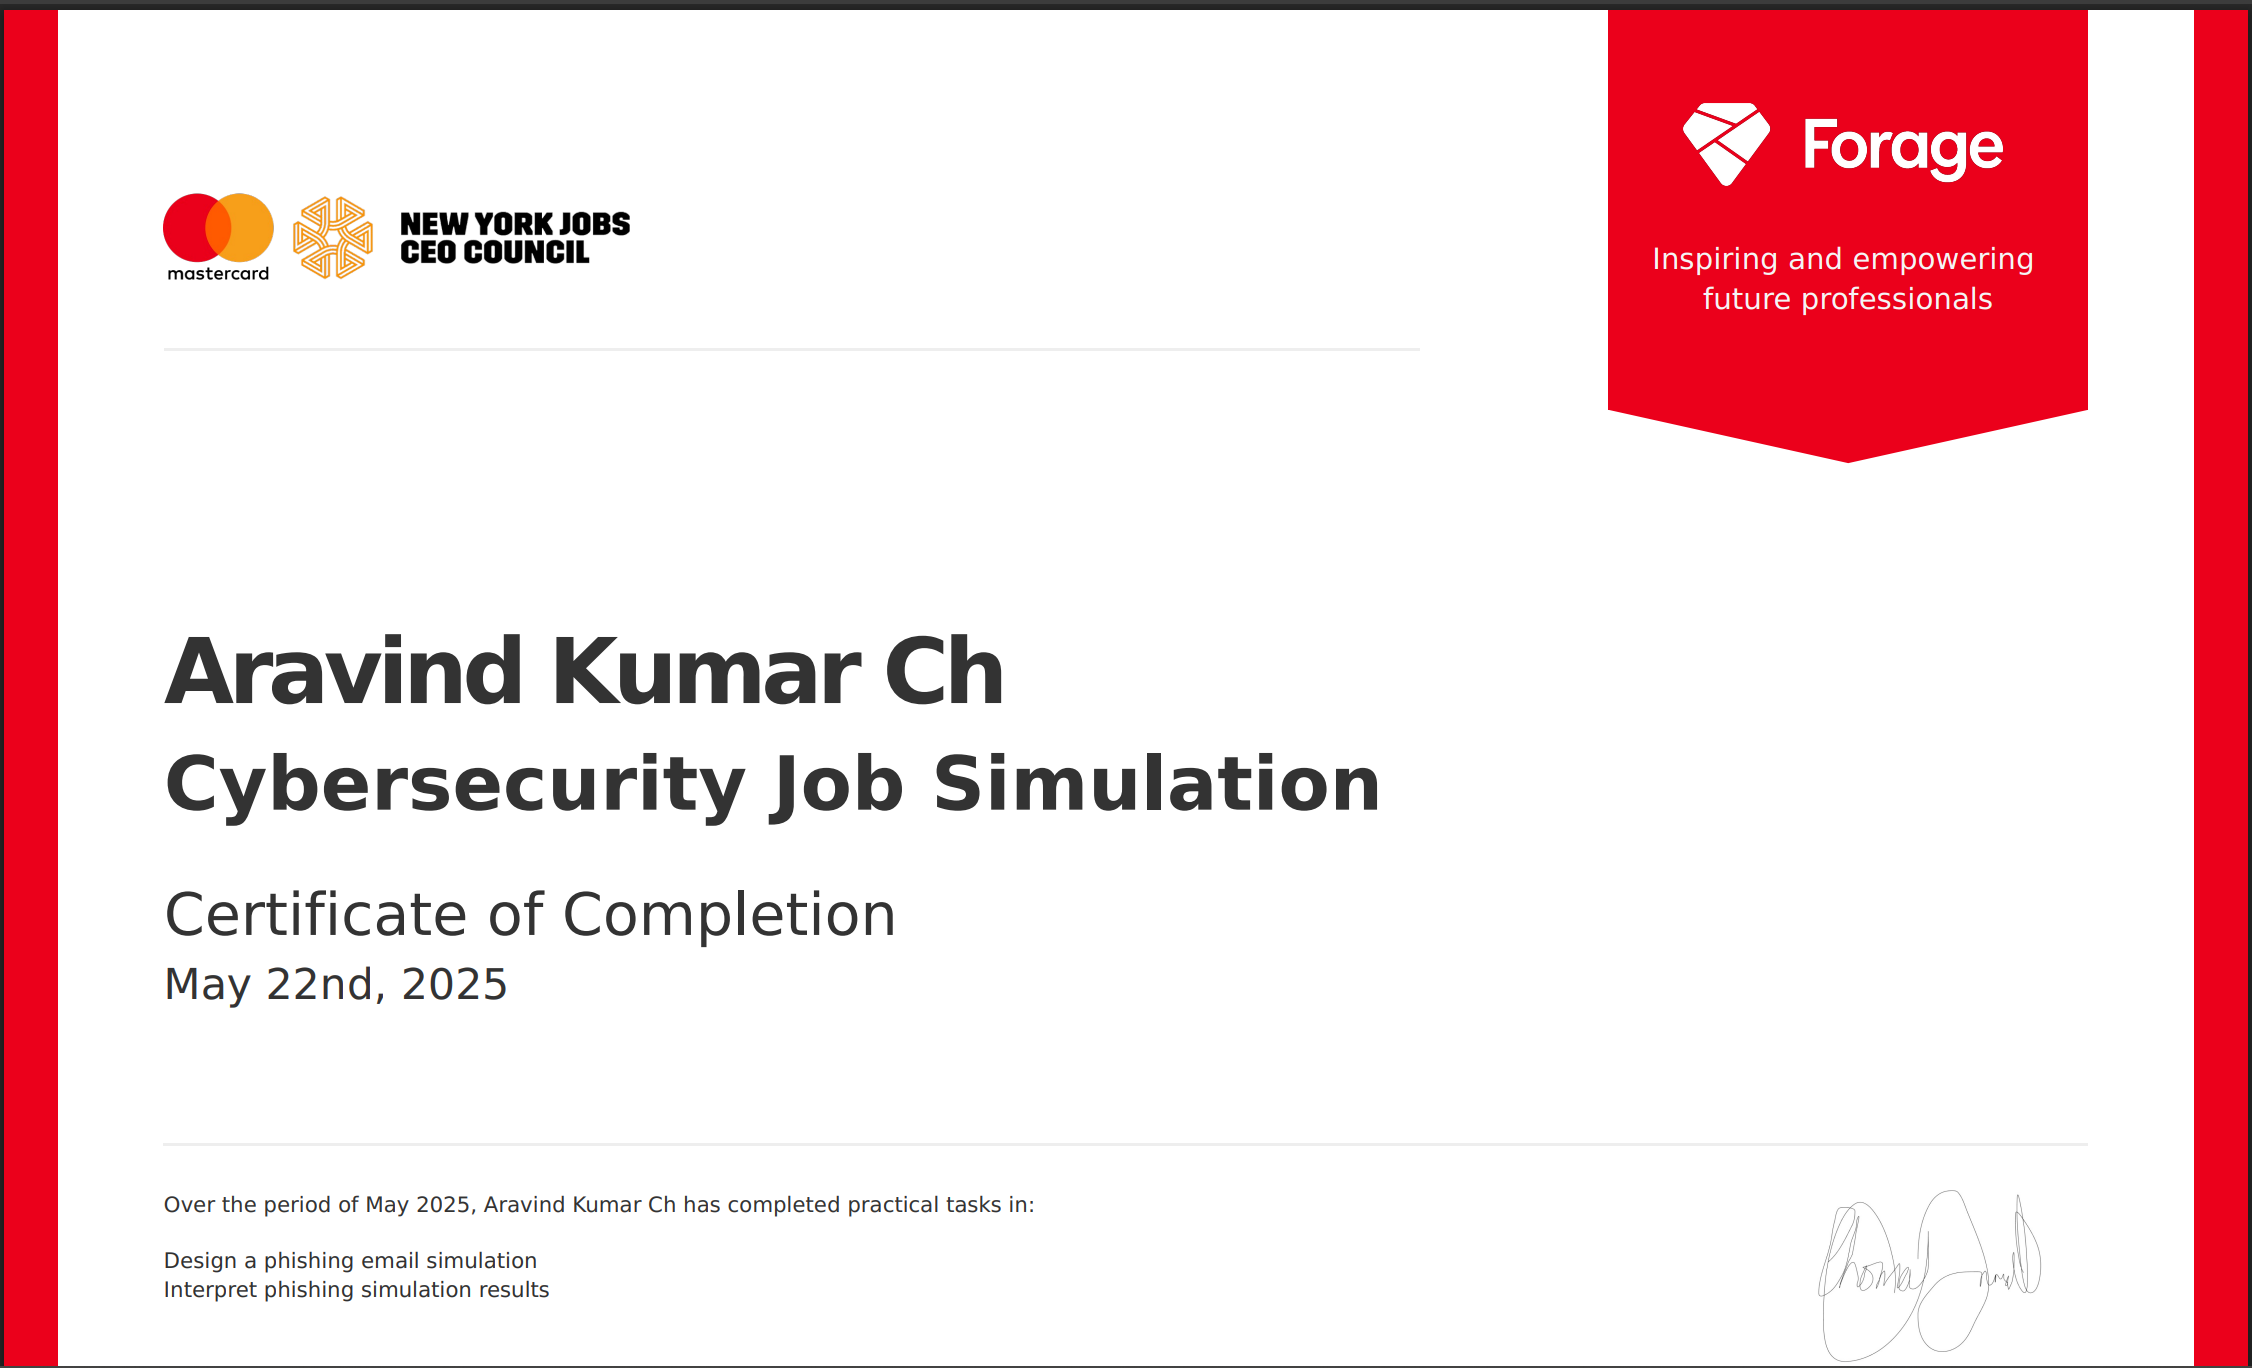 mastercard
NEW YORK JOBS
CEO COUNCIL
Forage
Inspiring and empowering
future professionals
Aravind Kumar Ch
Cybersecurity Job Simulation
Certificate of Completion
May 22nd, 2025
Over the period of May 2025, Aravind Kumar Ch has completed practical tasks in:
Design a phishing email simulation
Interpret phishing simulation results